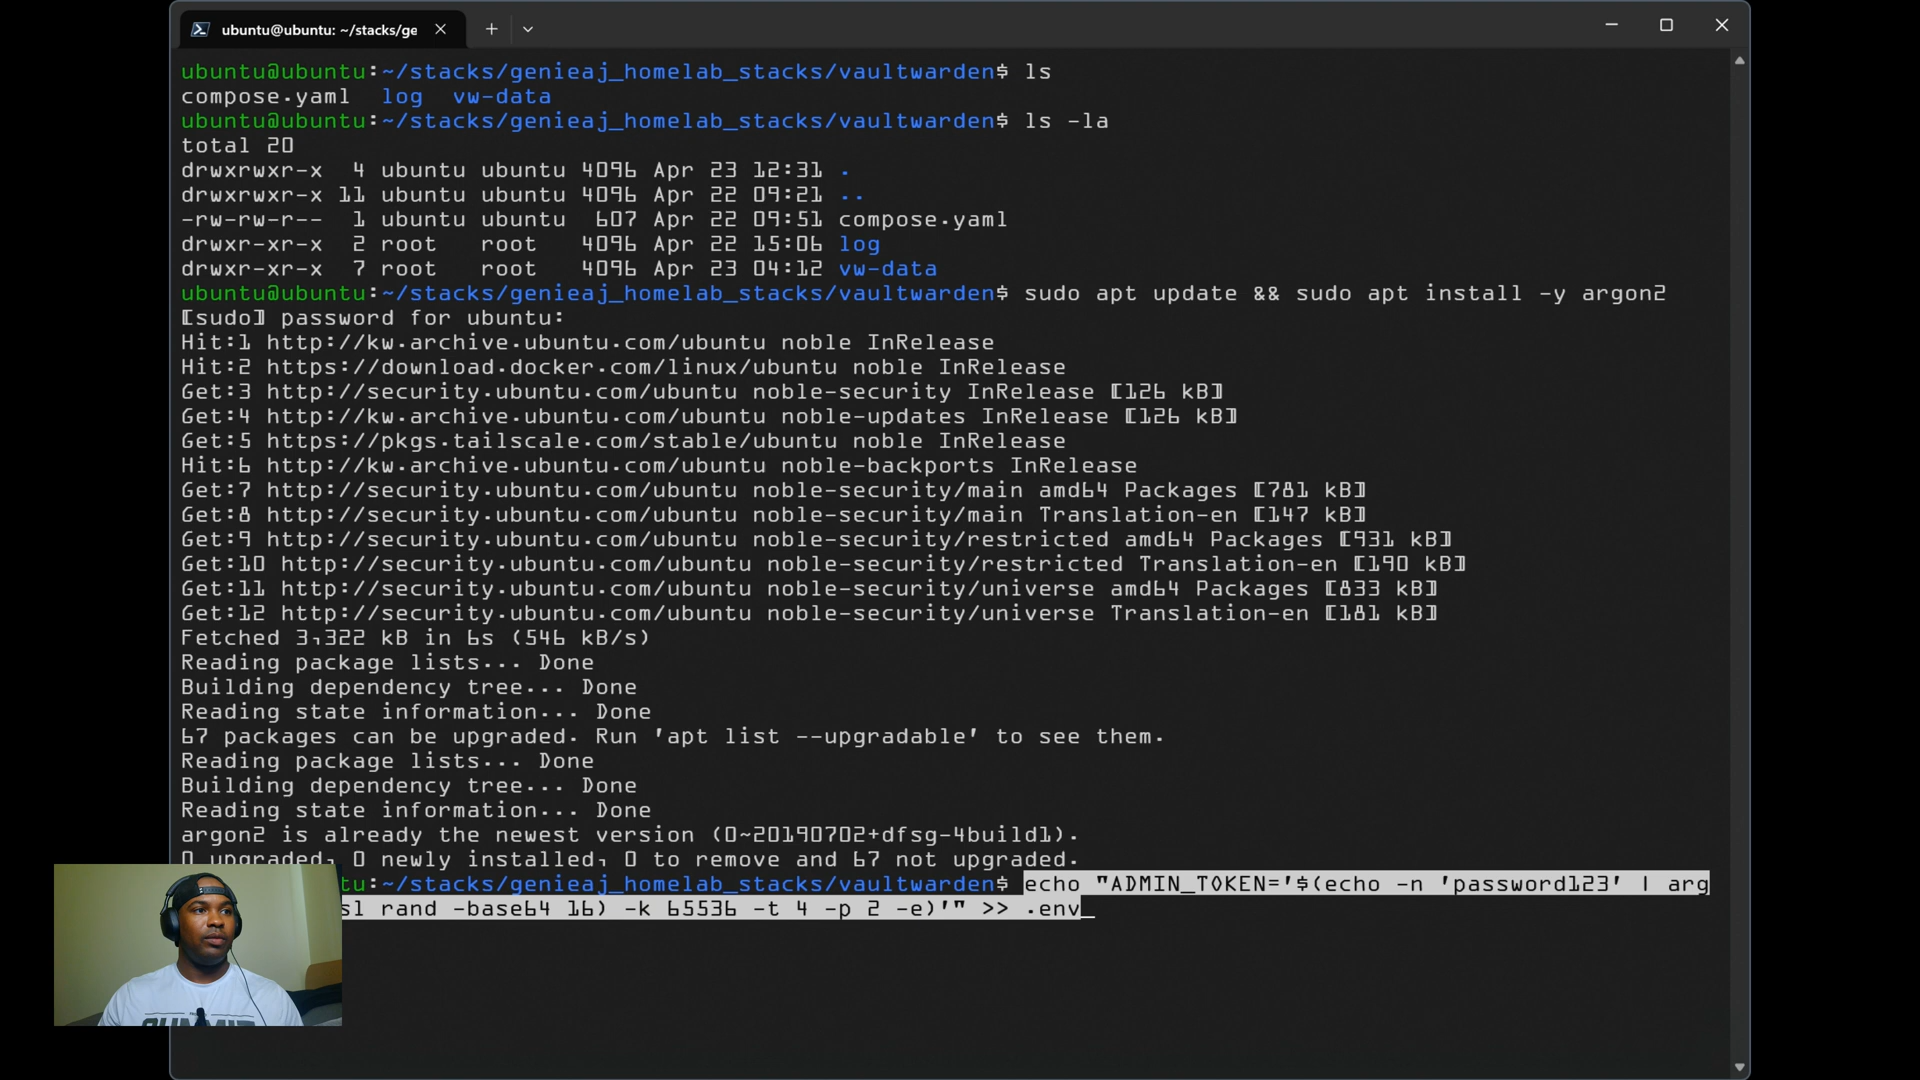 ubuntu@ubuntu: ~/stacks/ge
ubuntu@ubuntu:~/stacks/genieaj_homelab_stacks/vaultwarden$ ls
compose.yaml  log  vw-data
ubuntu@ubuntu:~/stacks/genieaj_homelab_stacks/vaultwarden$ ls -la
total 20
drwxrwxr-x  4 ubuntu ubuntu 4096 Apr 23 12:31 .
drwxrwxr-x 11 ubuntu ubuntu 4096 Apr 22 09:21 ..
-rw-rw-r--  1 ubuntu ubuntu  607 Apr 22 09:51 compose.yaml
drwxr-xr-x  2 root   root   4096 Apr 22 15:06 log
drwxr-xr-x  7 root   root   4096 Apr 23 04:12 vw-data
ubuntu@ubuntu:~/stacks/genieaj_homelab_stacks/vaultwarden$ sudo apt update && sudo apt install -y argon2
[sudo] password for ubuntu:
Hit:1 http://kw.archive.ubuntu.com/ubuntu noble InRelease
Hit:2 https://download.docker.com/linux/ubuntu noble InRelease
Get:3 http://security.ubuntu.com/ubuntu noble-security InRelease [126 kB]
Get:4 http://kw.archive.ubuntu.com/ubuntu noble-updates InRelease [126 kB]
Get:5 https://pkgs.tailscale.com/stable/ubuntu noble InRelease
Hit:6 http://kw.archive.ubuntu.com/ubuntu noble-backports InRelease
Get:7 http://security.ubuntu.com/ubuntu noble-security/main amd64 Packages [781 kB]
Get:8 http://security.ubuntu.com/ubuntu noble-security/main Translation-en [147 kB]
Get:9 http://security.ubuntu.com/ubuntu noble-security/restricted amd64 Packages [931 kB]
Get:10 http://security.ubuntu.com/ubuntu noble-security/restricted Translation-en [190 kB]
Get:11 http://security.ubuntu.com/ubuntu noble-security/universe amd64 Packages [833 kB]
Get:12 http://security.ubuntu.com/ubuntu noble-security/universe Translation-en [181 kB]
Fetched 3,322 kB in 6s (546 kB/s)
Reading package lists... Done
Building dependency tree... Done
Reading state information... Done
67 packages can be upgraded. Run 'apt list --upgradable' to see them.
Reading package lists... Done
Building dependency tree... Done
Reading state information... Done
argon2 is already the newest version (0~20190702+dfsg-4build1).
0 upgraded, 0 newly installed, 0 to remove and 67 not upgraded.
tu:~/stacks/genieaj_homelab_stacks/vaultwarden$ echo "ADMIN_TOKEN='$(echo -n 'password123' | arg
sl rand -base64 16) -k 65536 -t 4 -p 2 -e)'" >> .env_